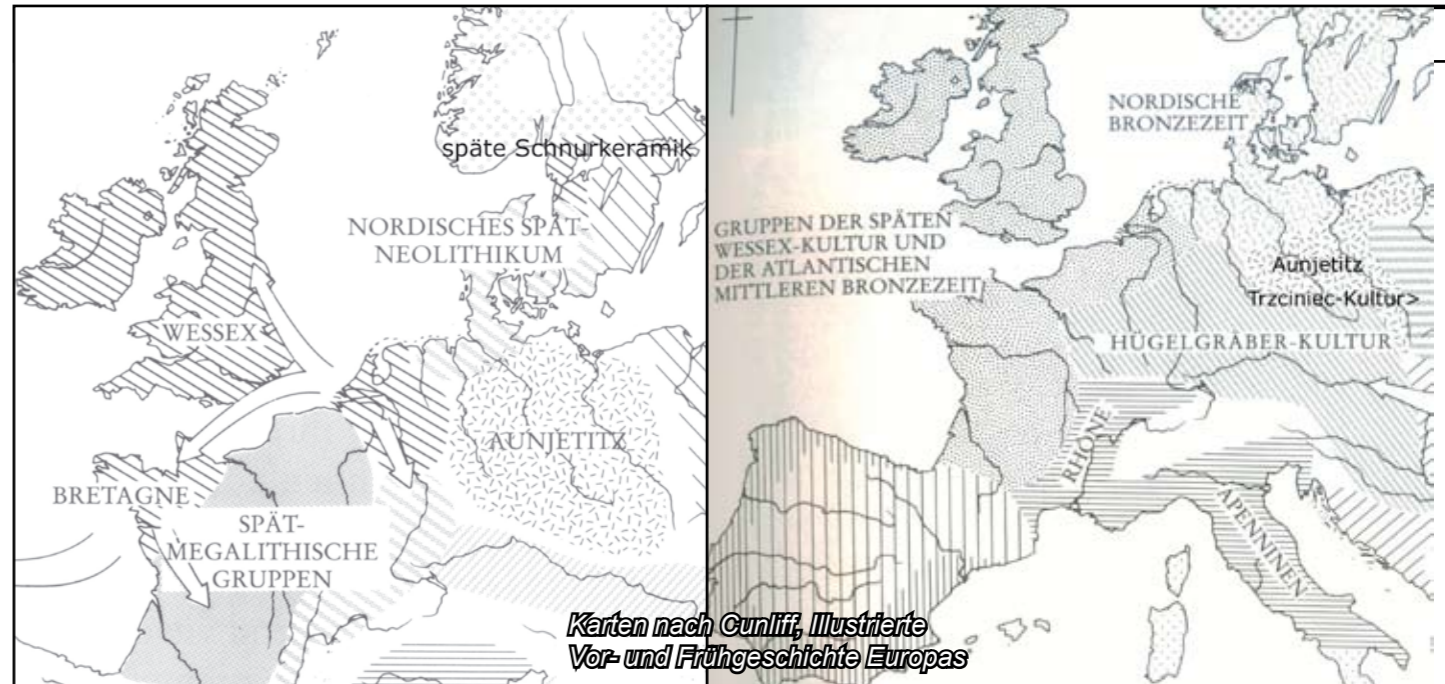 späte Schnurkeramik
NORDISCHES SPÄT-
NEOLITHIKUM
WESSEX
AUNJETITZ
BRETAGNE
SPÄT-
MEGALITHISCHE
GRUPPEN
NORDISCHE
BRONZEZEIT
GRUPPEN DER SPÄTEN
WESSEX-KULTUR UND
DER ATLANTISCHEN
MITTLEREN BRONZEZEIT
Aunjetitz
Trzciniec-Kultur>
HÜGELGRÄBER-KULTUR
RHÔNE
APENNINEN
Karten nach Cunliff, Illustrierte
Vor- und Frühgeschichte Europas